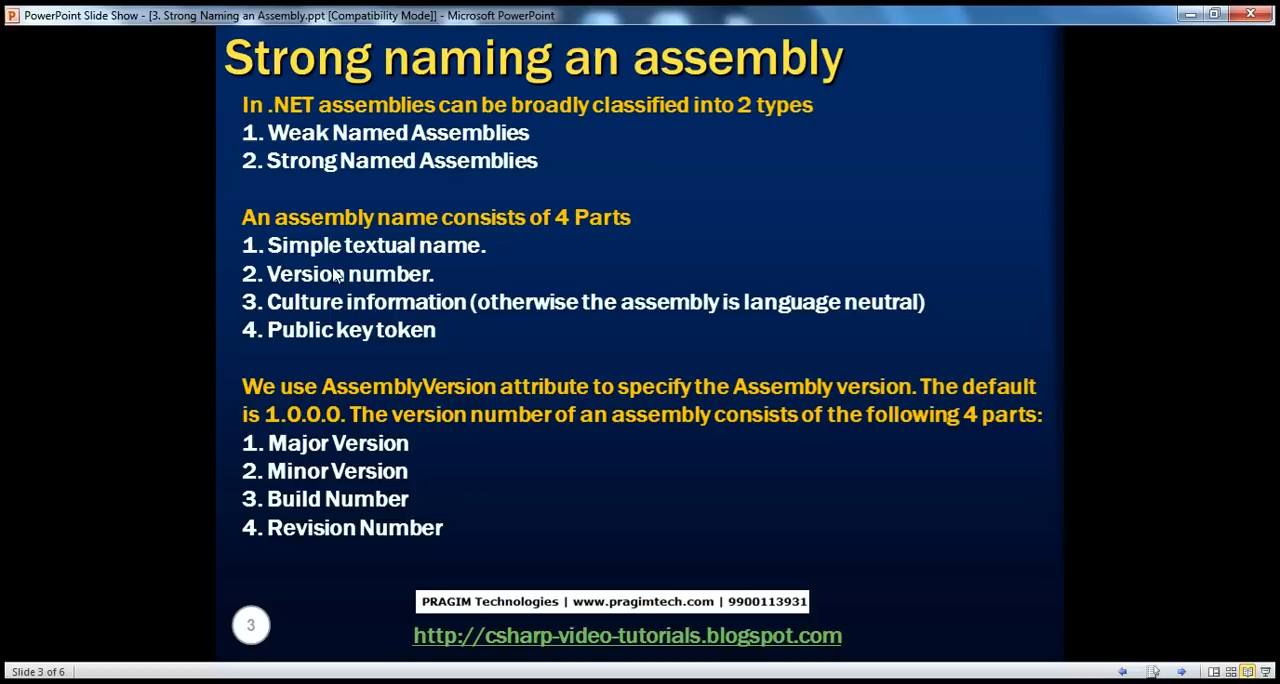 PowerPoint Slide Show - [3. Strong Naming an Assembly.ppt [Compatibility Mode]] - Microsoft PowerPoint
Strong naming an assembly
In .NET assemblies can be broadly classified into 2 types
1. Weak Named Assemblies
2. Strong Named Assemblies
An assembly name consists of 4 Parts
1. Simple textual name.
2. Version number.
3. Culture information (otherwise the assembly is language neutral)
4. Public key token
We use AssemblyVersion attribute to specify the Assembly version. The default
is 1.0.0.0. The version number of an assembly consists of the following 4 parts:
1. Major Version
2. Minor Version
3. Build Number
4. Revision Number
PRAGIM Technologies | www.pragimtech.com | 9900113931
3
http://csharp-video-tutorials.blogspot.com
Slide 3 of 6